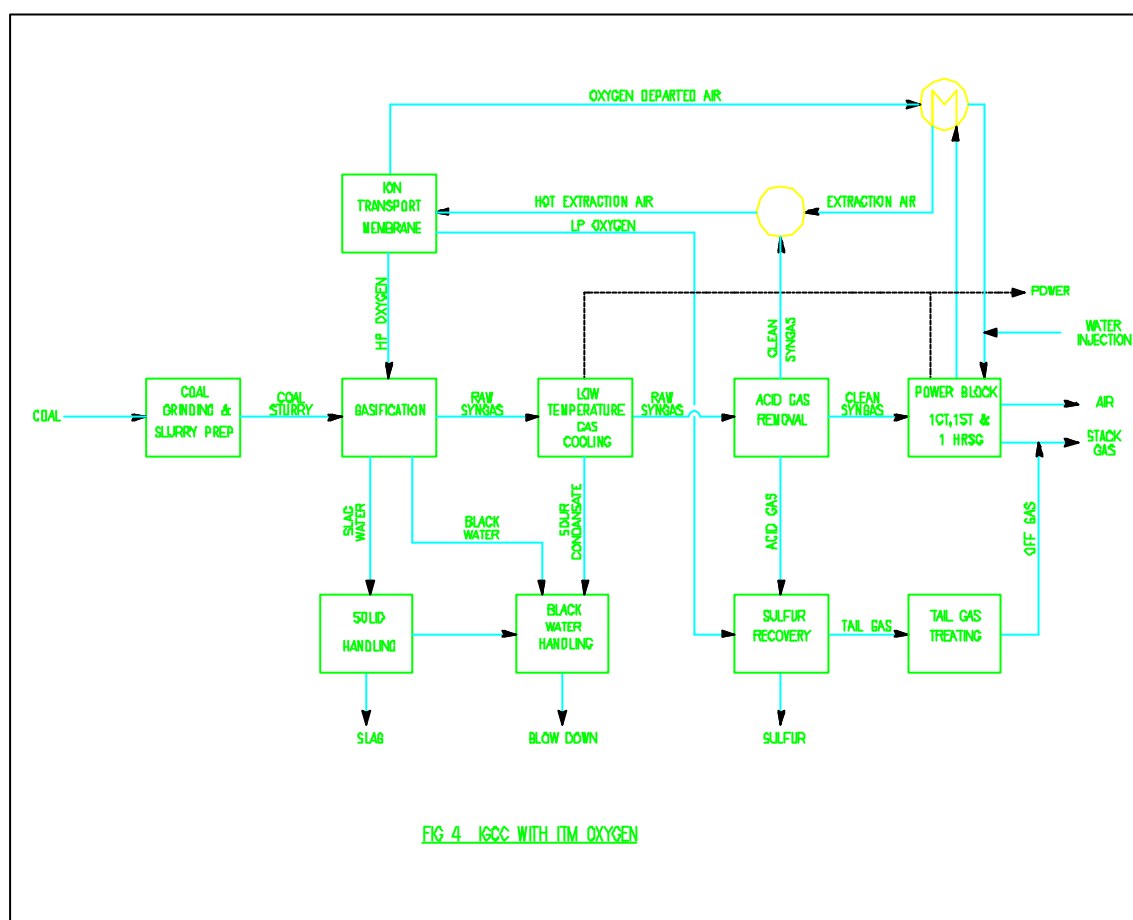 OXYGEN DEPARTED AIR
M
ION
TRANSPORT
MEMBRANE
HOT EXTRACTION AIR
EXTRACTION AIR
LP OXYGEN
HP OXYGEN
CLEAN
SYNGAS
POWER
WATER
INJECTION
COAL
COAL
GRINDING &
SLURRY PREP
COAL
STURRY
GASIFICATION
RAW
SYNGAS
LOW
TEMPERATURE
GAS
COOLING
RAW
SYNGAS
ACID GAS
REMOVAL
CLEAN
SYNGAS
POWER BLOCK
1CT,1ST &
1 HRSG
AIR
STACK
GAS
SLAG
WATER
BLACK
WATER
SOUR
CONDANSATE
ACID GAS
OFF GAS
SOLID
HANDLING
BLACK
WATER
HANDLING
SULFUR
RECOVERY
TAIL GAS
TAIL GAS
TREATING
SLAG
BLOW DOWN
SULFUR
FIG 4 IGCC WITH ITM OXYGEN